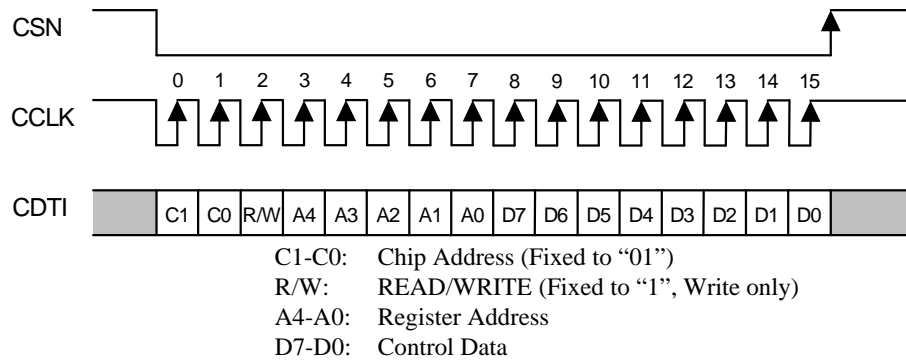 CSN
0 1 2 3 4 5 6 7 8 9 10 11 12 13 14 15
CCLK
CDTI C1 C0 R/W A4 A3 A2 A1 A0 D7 D6 D5 D4 D3 D2 D1 D0
C1-C0: Chip Address (Fixed to “01”)
R/W: READ/WRITE (Fixed to “1”, Write only)
A4-A0: Register Address
D7-D0: Control Data